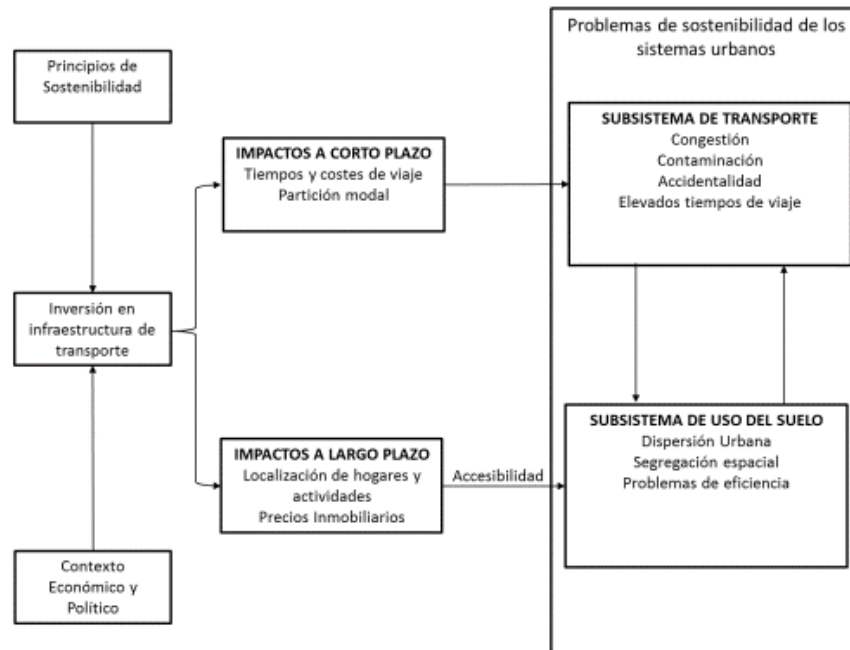 Problemas de sostenibilidad de los
sistemas urbanos
Principios de
Sostenibilidad
SUBSISTEMA DE TRANSPORTE
Congestión
Contaminación
Accidentalidad
Elevados tiempos de viaje
IMPACTOS A CORTO PLAZO
Tiempos y costes de viaje
Partición modal
Inversión en
infraestructura de
transporte
IMPACTOS A LARGO PLAZO
Localización de hogares y
actividades
Precios Inmobiliarios
Accesibilidad
SUBSISTEMA DE USO DEL SUELO
Dispersión Urbana
Segregación espacial
Problemas de eficiencia
Contexto
Económico y
Político